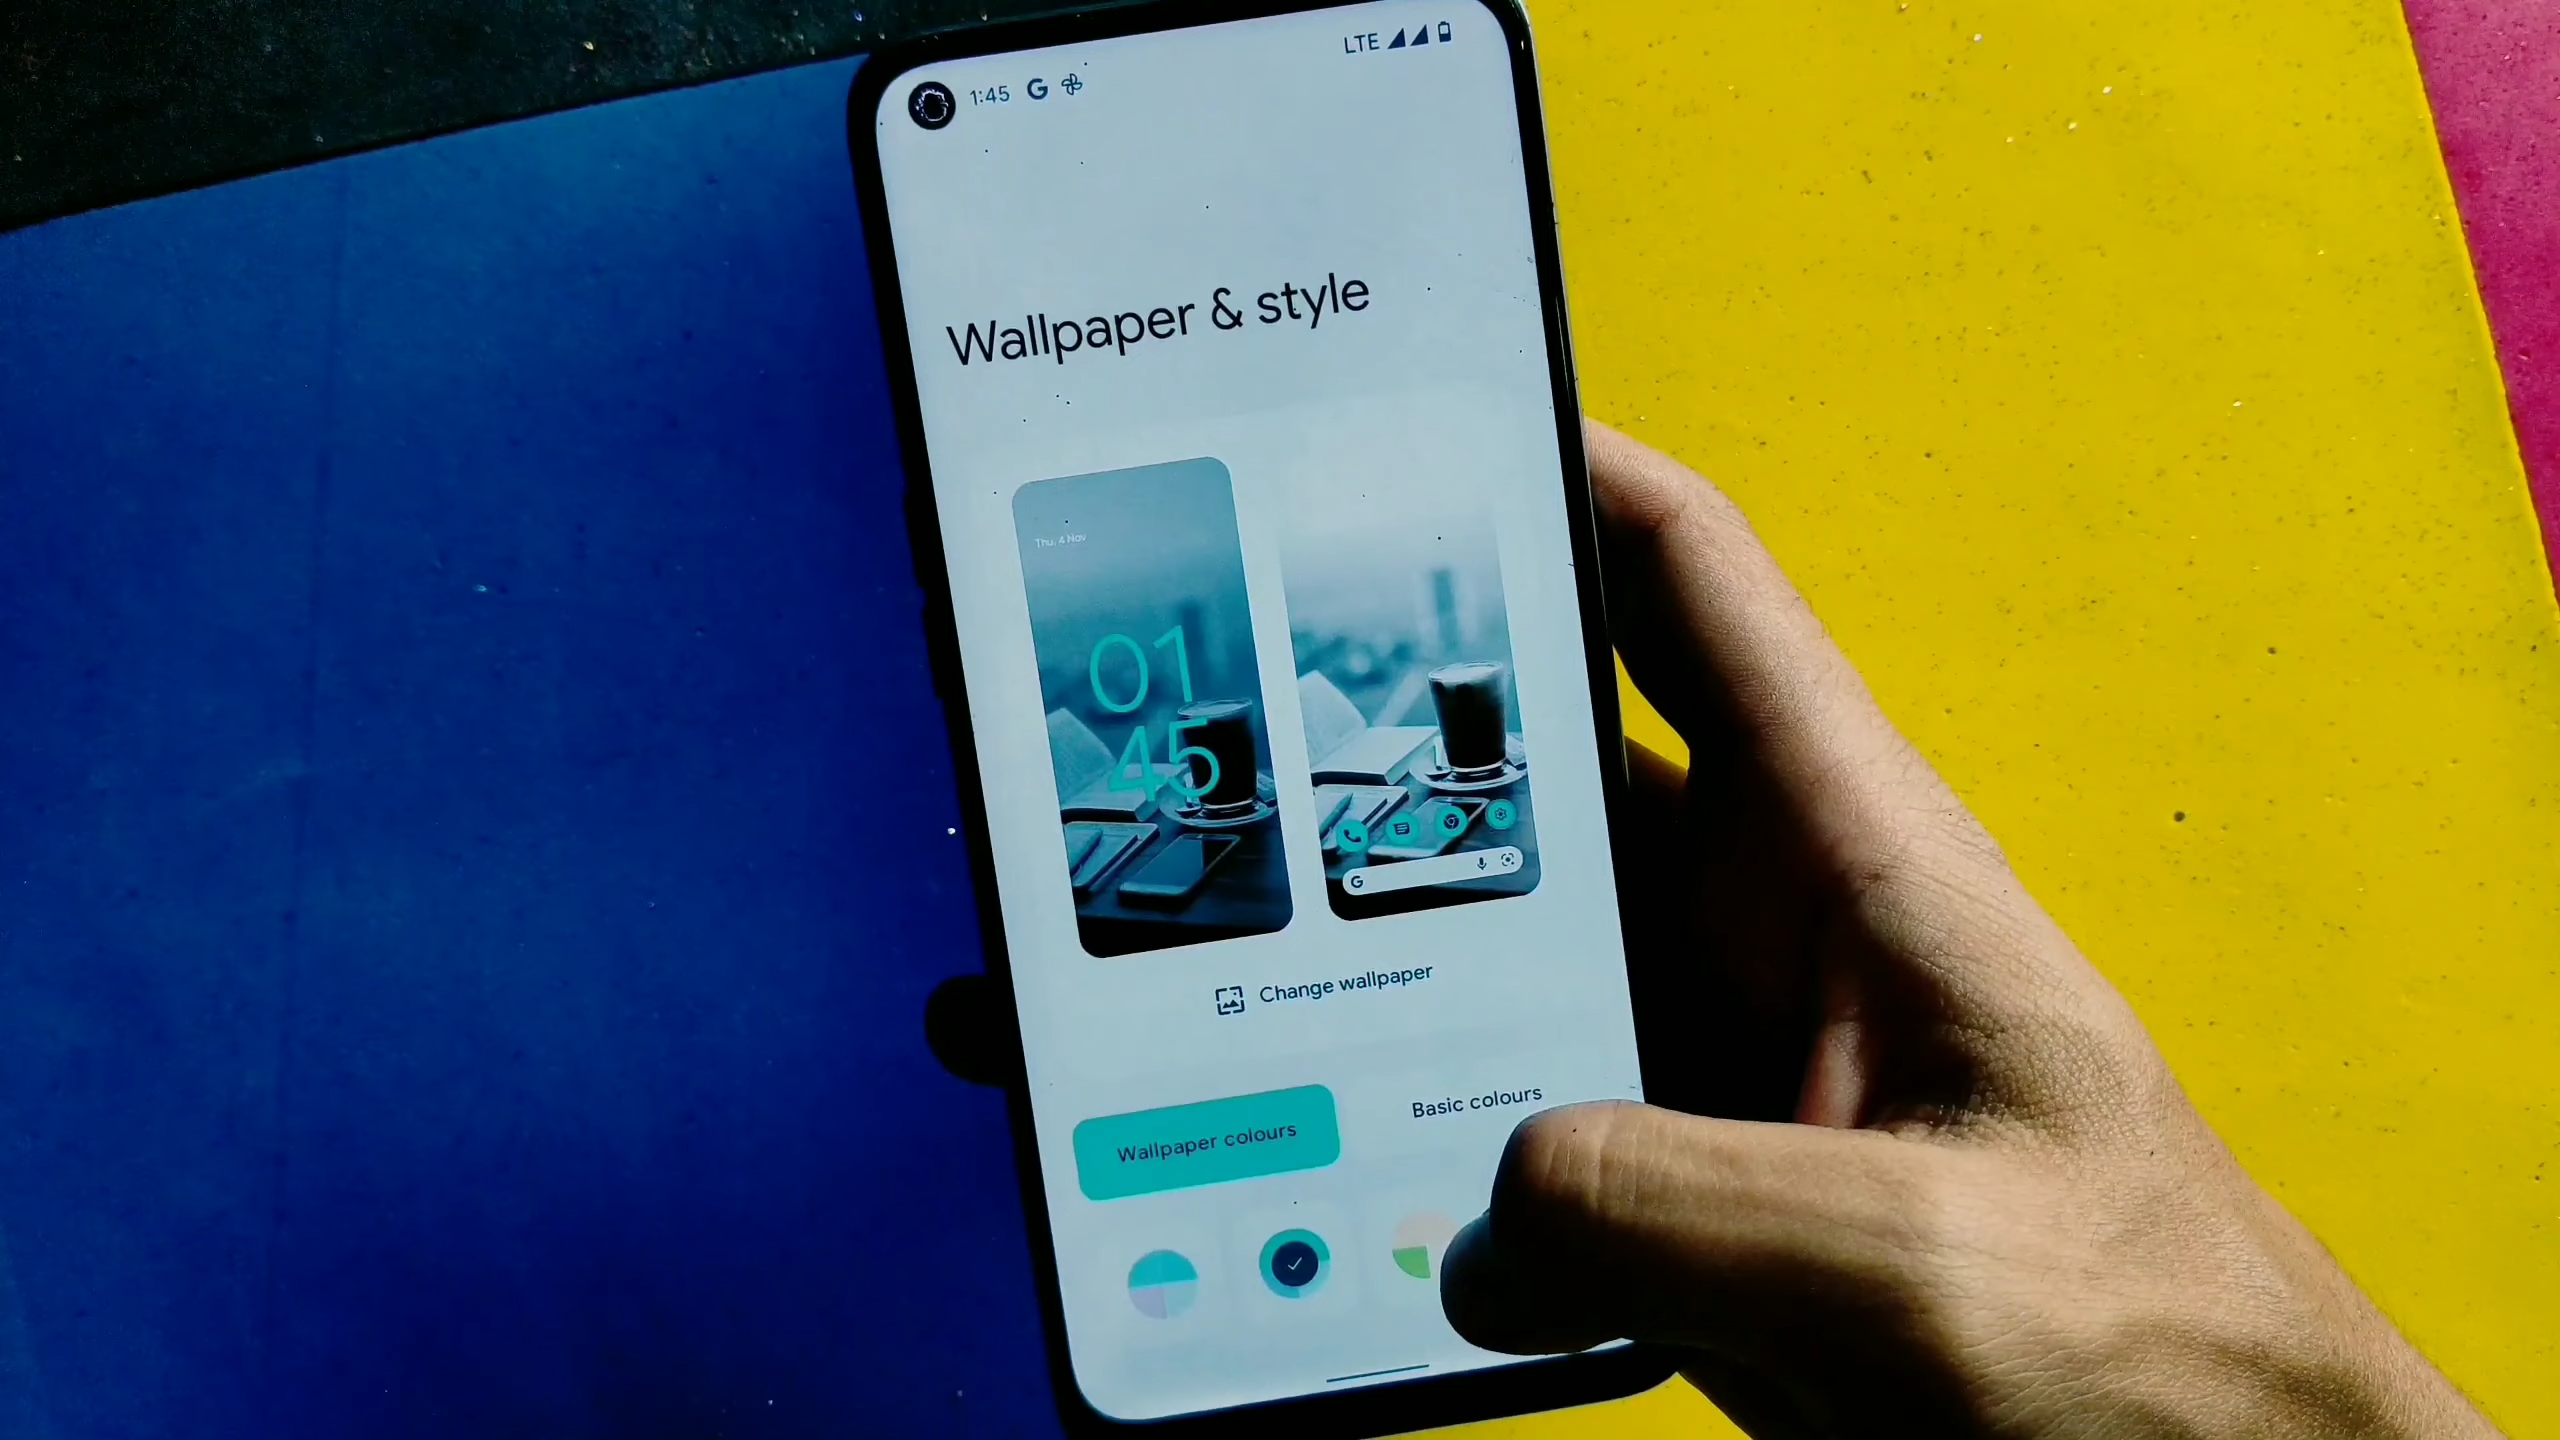 1:45 G
LTE
Wallpaper & style
Thu, 4 Nov
01
45
G
Change wallpaper
Wallpaper colours
Basic colours